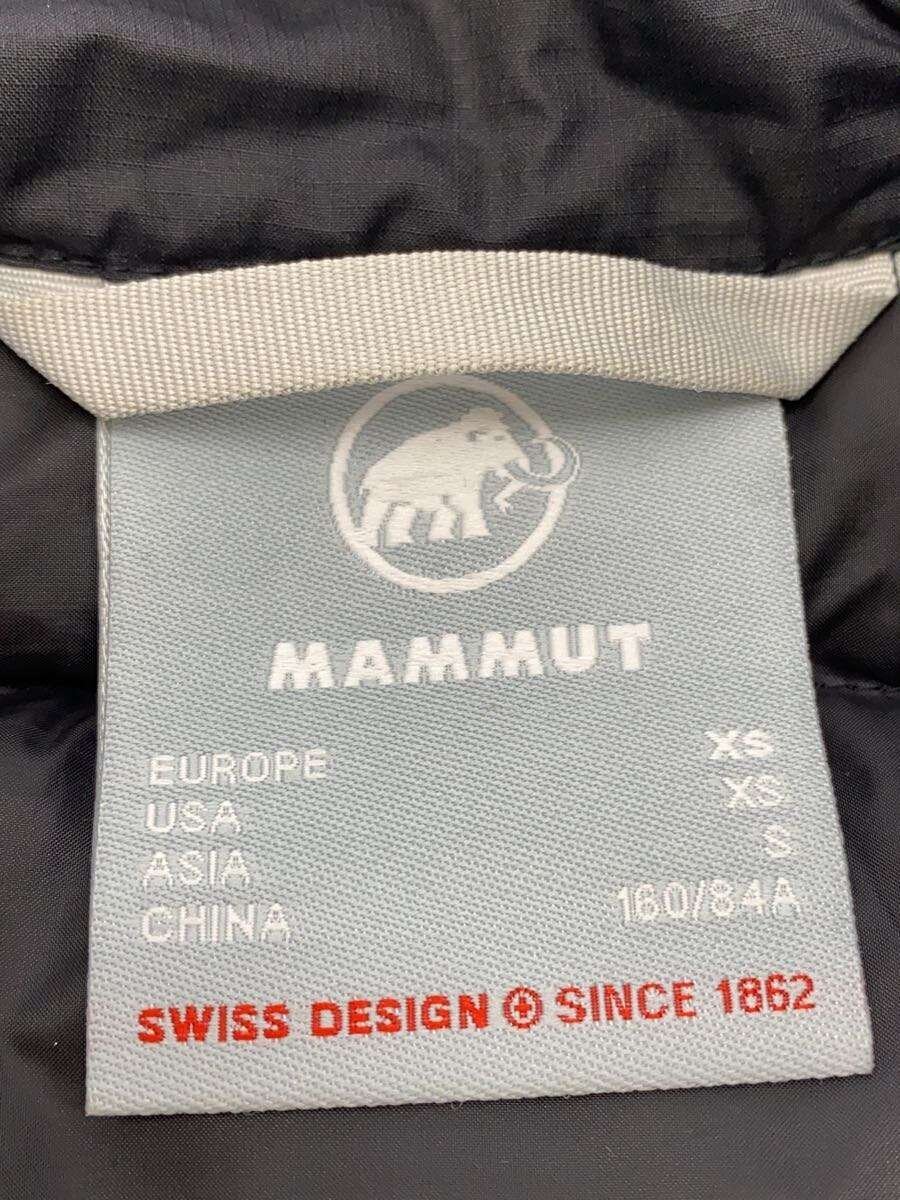 MAMMUT
EUROPE XS
USA XS
ASIA S
CHINA 160/84A
SWISS DESIGN SINCE 1862